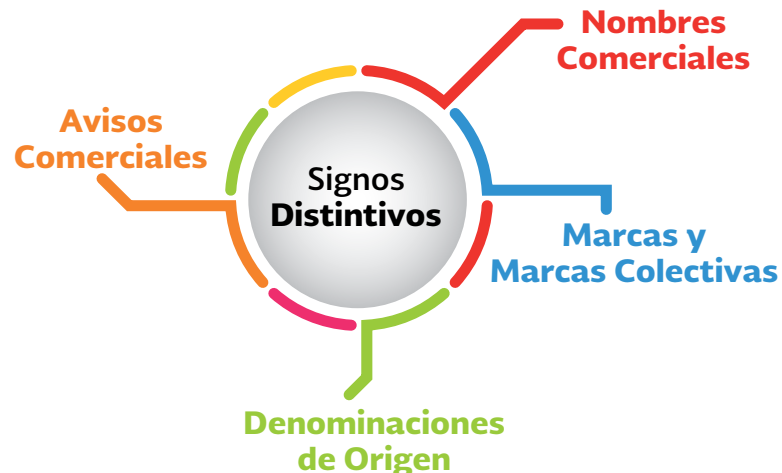 Nombres
Comerciales
Avisos
Comerciales
Signos
Distintivos
Marcas y
Marcas Colectivas
Denominaciones
de Origen